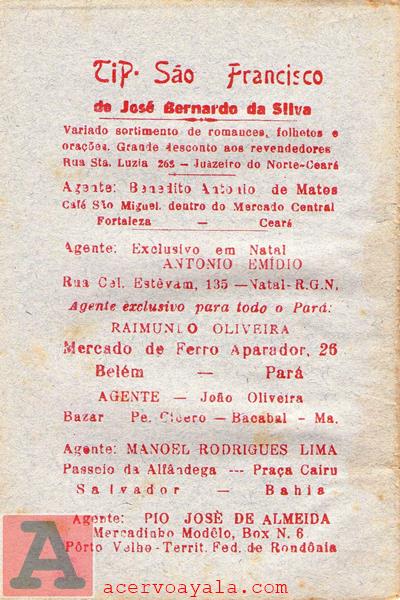 TiP. São Francisco
de José Bernardo da Silva
Variado sortimento de romances, folhetos e
orações. Grande desconto aos revendedores
Rua Sta. Luzia 263 - Juazeiro do Norte-Ceará
Agente: Benedito Antonio de Matos
Café São Miguel, dentro do Mercado Central
Fortaleza — Ceará
Agente: Exclusivo em Natal
ANTONIO EMÍDIO
Rua Cel. Estêvam, 135 —Natal-R.G.N.
Agente exclusivo para todo o Pará:
RAIMUNDO OLIVEIRA
Mercado de Ferro Aparador, 26
Belém — Pará
AGENTE — João Oliveira
Bazar Pe. Cícero — Bacabal - Ma.
Agente: MANOEL RODRIGUES LIMA
Passeio da Alfândega --- Praça Cairu
Salvador — Bahia
Agente: PIO JOSÈ DE ALMEIDA
Mercadinho Modêlo, Box N. 6
Pôrto Velho-Territ. Fed. de Rondônia
A
acervoayala.com